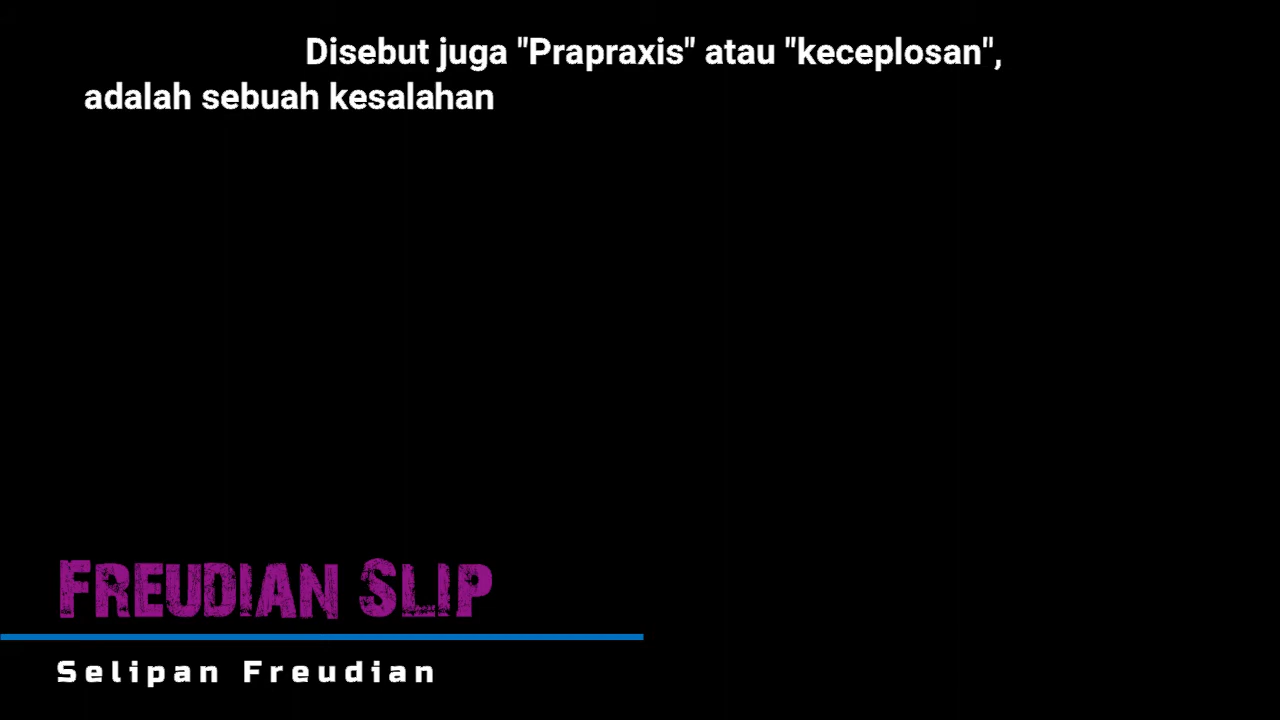 Disebut juga "Prapraxis" atau "keceplosan",
adalah sebuah kesalahan
Freudian Slip
Selipan Freudian